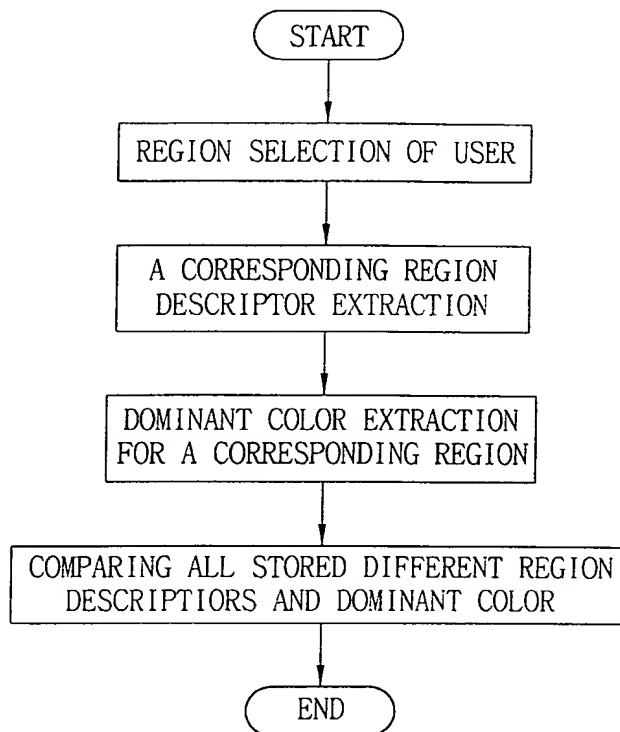 START
REGION SELECTION OF USER
A CORRESPONDING REGION
DESCRIPTOR EXTRACTION
DOMINANT COLOR EXTRACTION
FOR A CORRESPONDING REGION
COMPARING ALL STORED DIFFERENT REGION
DESCRIPTIORS AND DOMINANT COLOR
END